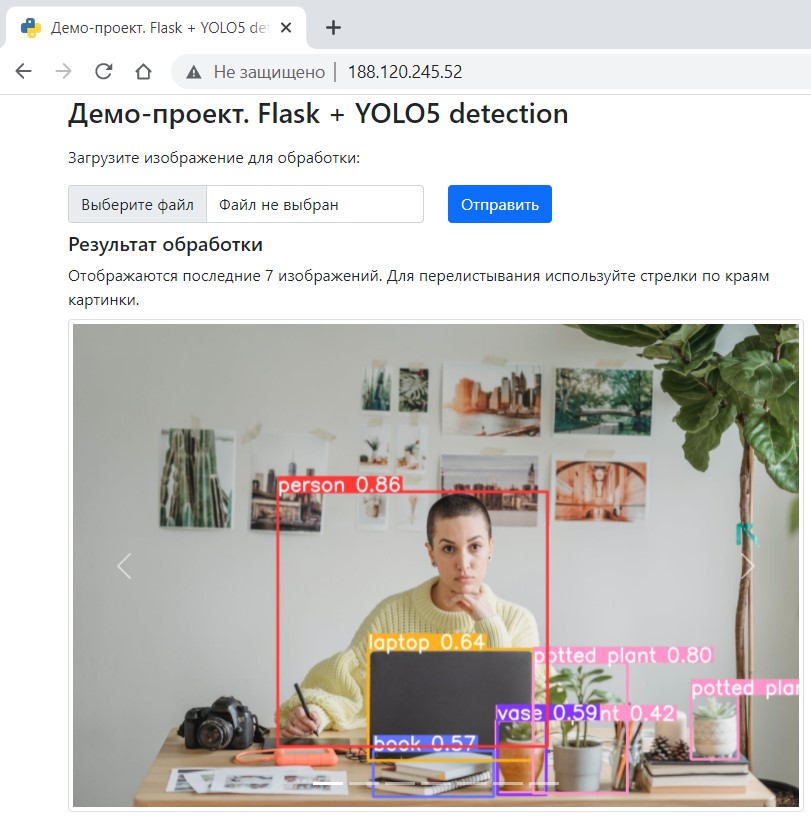 Демо-проект. Flask + YOLO5 det
Не защищено | 188.120.245.52
Демо-проект. Flask + YOLO5 detection
Загрузите изображение для обработки:
Выберите файл Файл не выбран Отправить
Результат обработки
Отображаются последние 7 изображений. Для перелистывания используйте стрелки по краям
картинки.
person 0.86
laptop 0.64
potted plant 0.80
potted plan
vase 0.59 nt 0.42
book 0.57